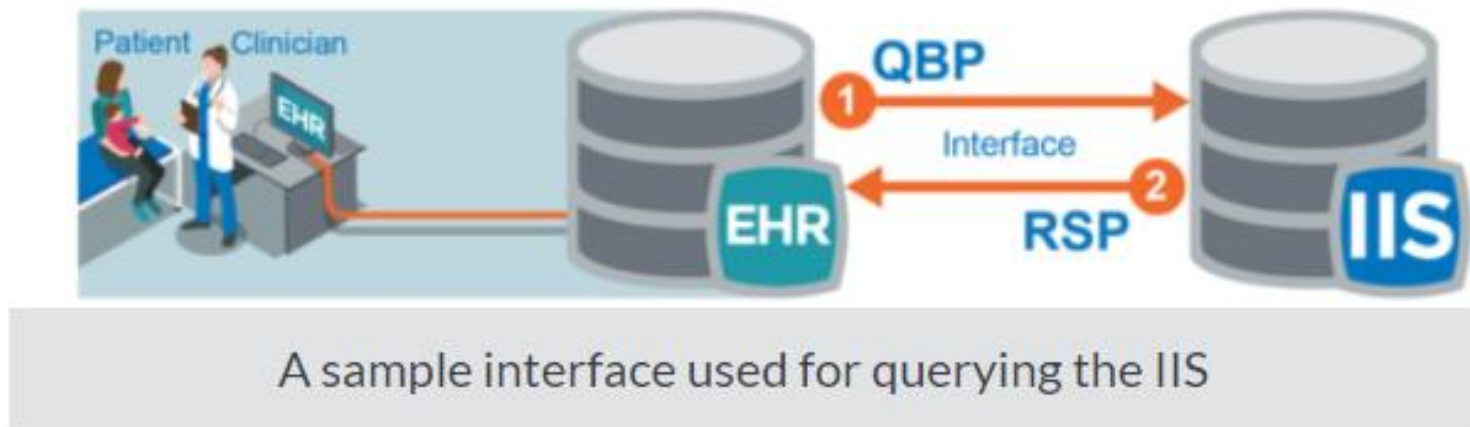 Patient Clinician
EHR
EHR
1 QBP
Interface
2
RSP
IIS
A sample interface used for querying the IIS